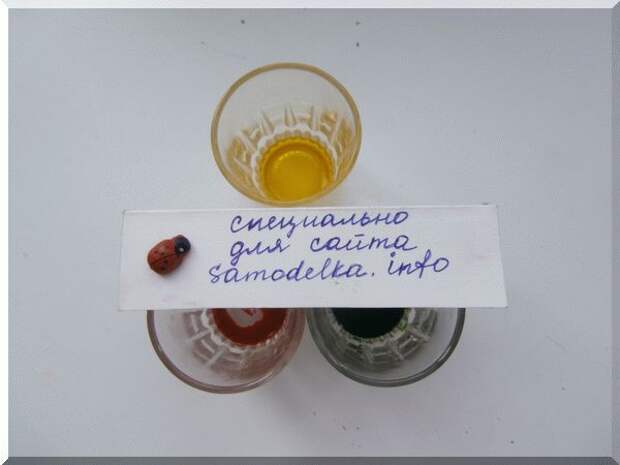 специально
для сайта
Samodelka.info